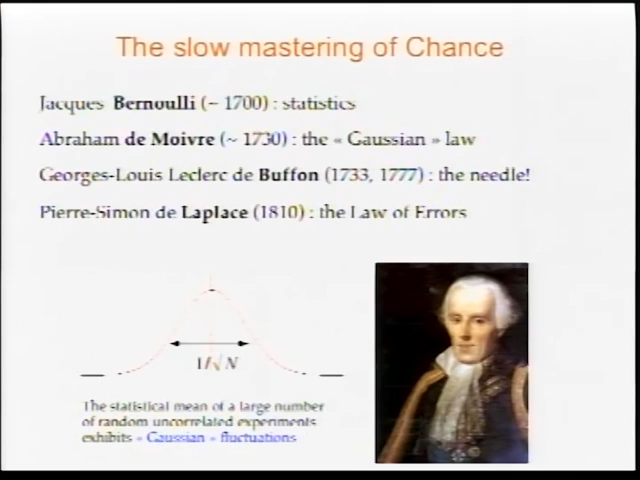 The slow mastering of Chance
Jacques Bernoulli (~ 1700) : statistics
Abraham de Moivre (~ 1730) : the « Gaussian » law
Georges-Louis Leclerc de Buffon (1733, 1777) : the needle!
Pierre-Simon de Laplace (1810) : the Law of Errors
1/√N
The statistical mean of a large number
of random uncorrelated experiments
exhibits « Gaussian » fluctuations